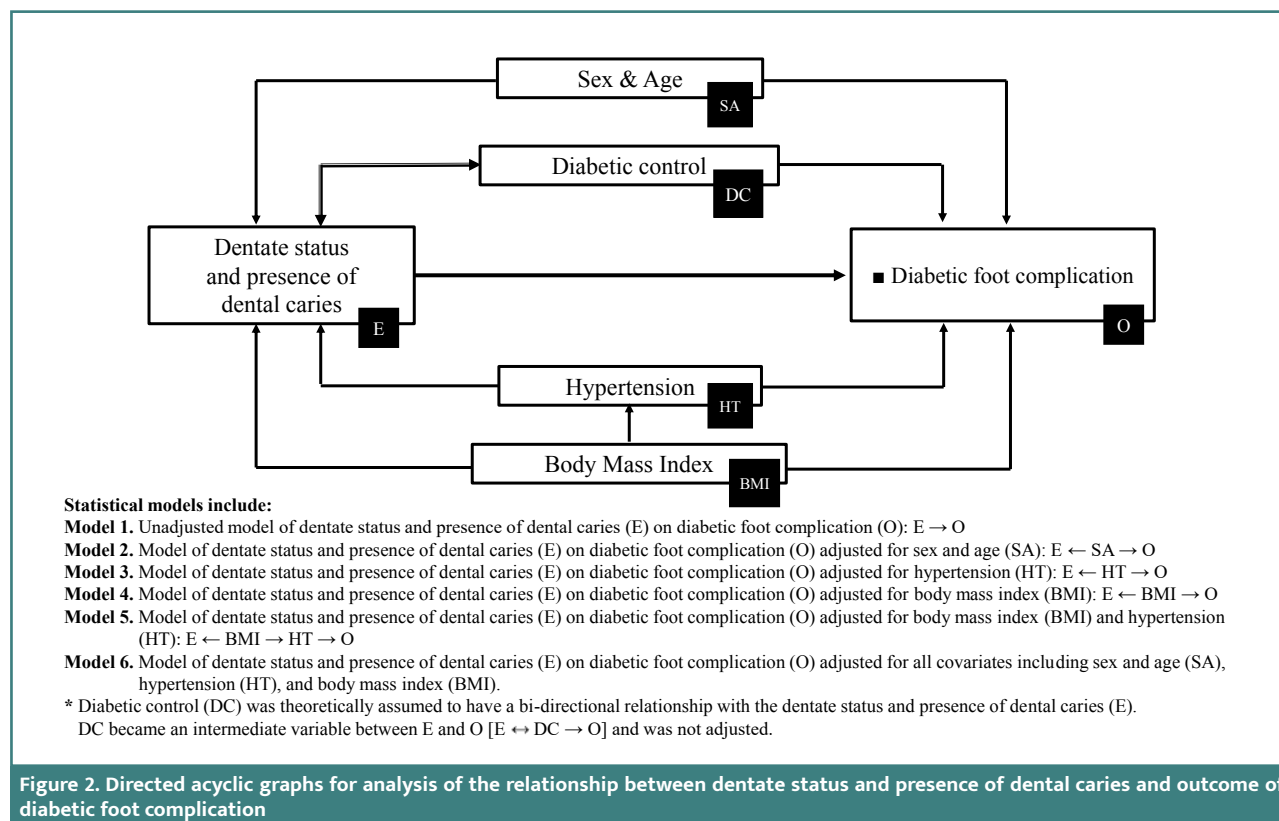 Sex & Age
SA
Diabetic control
DC
Dentate status
and presence of
dental caries
E
■ Diabetic foot complication
O
Hypertension
HT
Body Mass Index
BMI
Statistical models include:
Model 1. Unadjusted model of dentate status and presence of dental caries (E) on diabetic foot complication (O): E → O
Model 2. Model of dentate status and presence of dental caries (E) on diabetic foot complication (O) adjusted for sex and age (SA): E ← SA → O
Model 3. Model of dentate status and presence of dental caries (E) on diabetic foot complication (O) adjusted for hypertension (HT): E ← HT → O
Model 4. Model of dentate status and presence of dental caries (E) on diabetic foot complication (O) adjusted for body mass index (BMI): E ← BMI → O
Model 5. Model of dentate status and presence of dental caries (E) on diabetic foot complication (O) adjusted for body mass index (BMI) and hypertension
(HT): E ← BMI → HT → O
Model 6. Model of dentate status and presence of dental caries (E) on diabetic foot complication (O) adjusted for all covariates including sex and age (SA),
hypertension (HT), and body mass index (BMI).
* Diabetic control (DC) was theoretically assumed to have a bi-directional relationship with the dentate status and presence of dental caries (E).
DC became an intermediate variable between E and O [E ↔ DC → O] and was not adjusted.
Figure 2. Directed acyclic graphs for analysis of the relationship between dentate status and presence of dental caries and outcome of
diabetic foot complication